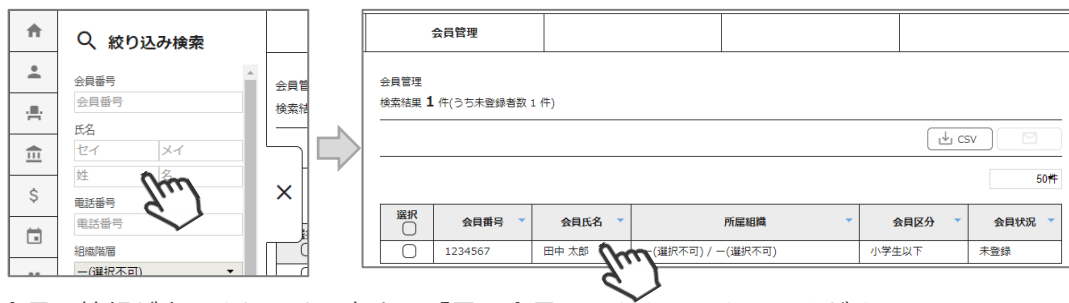 絞り込み検索
会員番号
会員番号
氏名
セイ メイ
姓 名
電話番号
電話番号
組織階層
ー(選択不可)
会員管
検索結
会員管理
会員管理
検索結果 1 件(うち未登録者数 1 件)
CSV
50件
選択 会員番号 会員氏名 所属組織 会員区分 会員状況
1234567 田中 太郎 ー(選択不可) / ー(選択不可) 小学生以下 未登録